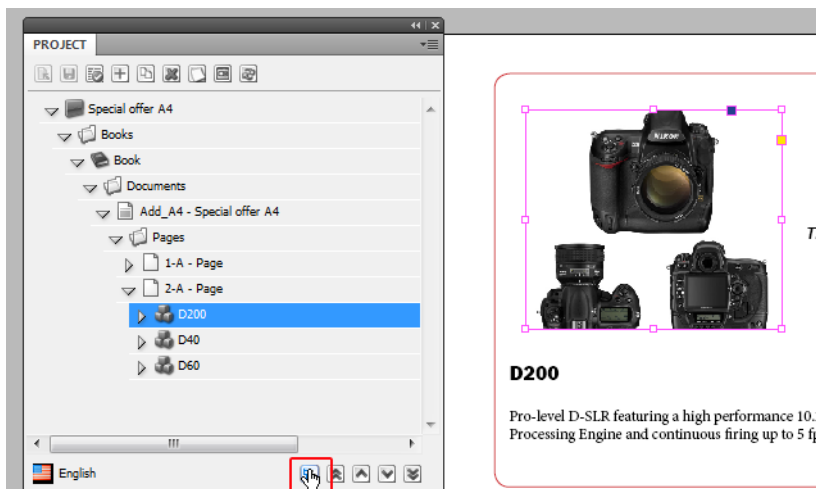 PROJECT
Special offer A4
Books
Book
Documents
Add_A4 - Special offer A4
Pages
1-A - Page
2-A - Page
D200
D40
D60
English
Nikon
D200
Pro-level D-SLR featuring a high performance 10.
Processing Engine and continuous firing up to 5